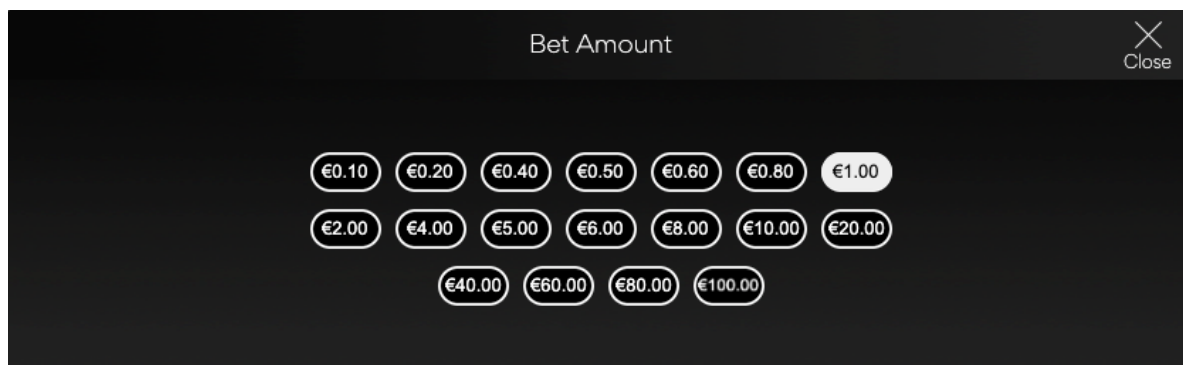 Bet Amount
Close
€0.10 €0.20 €0.40 €0.50 €0.60 €0.80 €1.00
€2.00 €4.00 €5.00 €6.00 €8.00 €10.00 €20.00
€40.00 €60.00 €80.00 €100.00